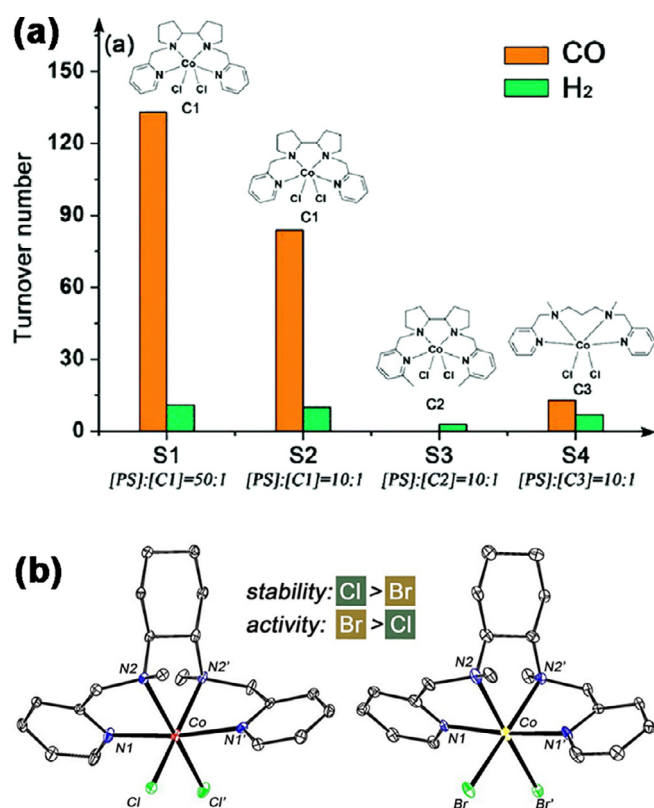 (a)
(a)
CO
H₂
Turnover number
150
120
90
60
30
0
N
N
Co
N
N
Cl
Cl
C1
N
N
Co
N
N
Cl
Cl
C1
N
N
Co
N
N
Cl
Cl
C2
N
N
Co
N
N
Cl
Cl
C3
S1
S2
S3
S4
[PS]:[C1]=50:1
[PS]:[C1]=10:1
[PS]:[C2]=10:1
[PS]:[C3]=10:1
(b)
stability: Cl > Br
activity: Br > Cl
N2
N2'
Co
N1
N1'
Cl
Cl'
N2
N2'
Co
N1
N1'
Br
Br'